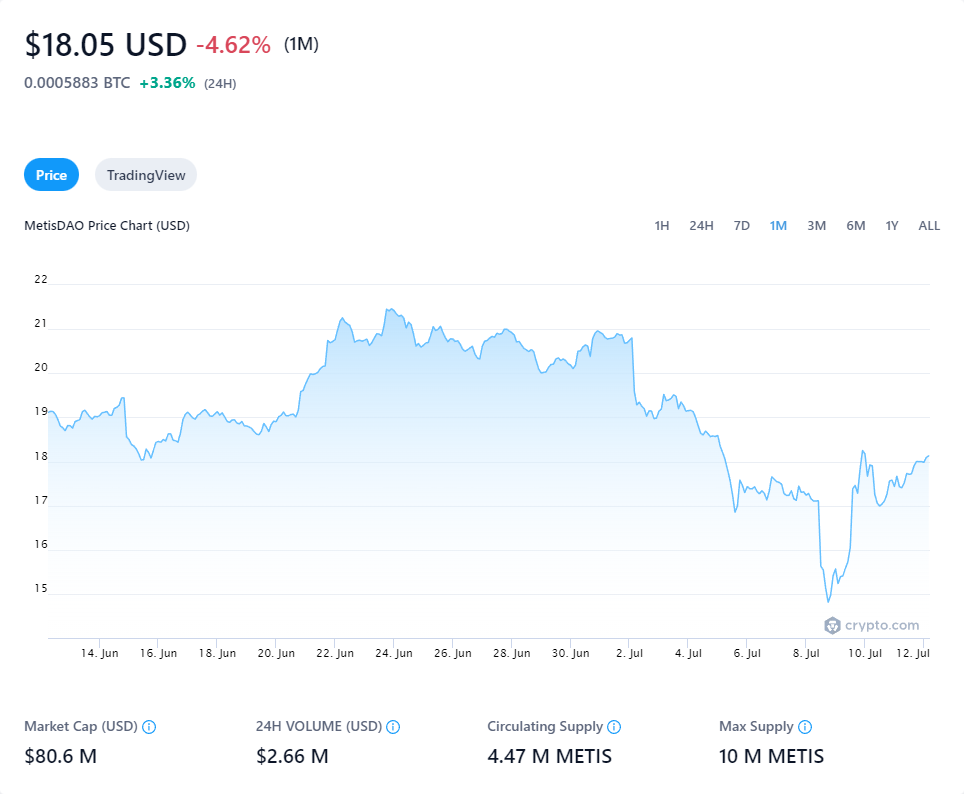 $18.05 USD -4.62% (1M)
0.0005883 BTC +3.36% (24H)
Price TradingView
MetisDAO Price Chart (USD) 1H 24H 7D 1M 3M 6M 1Y ALL
22
21
20
19
18
17
16
15
crypto.com
14. Jun 16. Jun 18. Jun 20. Jun 22. Jun 24. Jun 26. Jun 28. Jun 30. Jun 2. Jul 4. Jul 6. Jul 8. Jul 10. Jul 12. Jul
Market Cap (USD) 24H VOLUME (USD) Circulating Supply Max Supply
$80.6 M $2.66 M 4.47 M METIS 10 M METIS